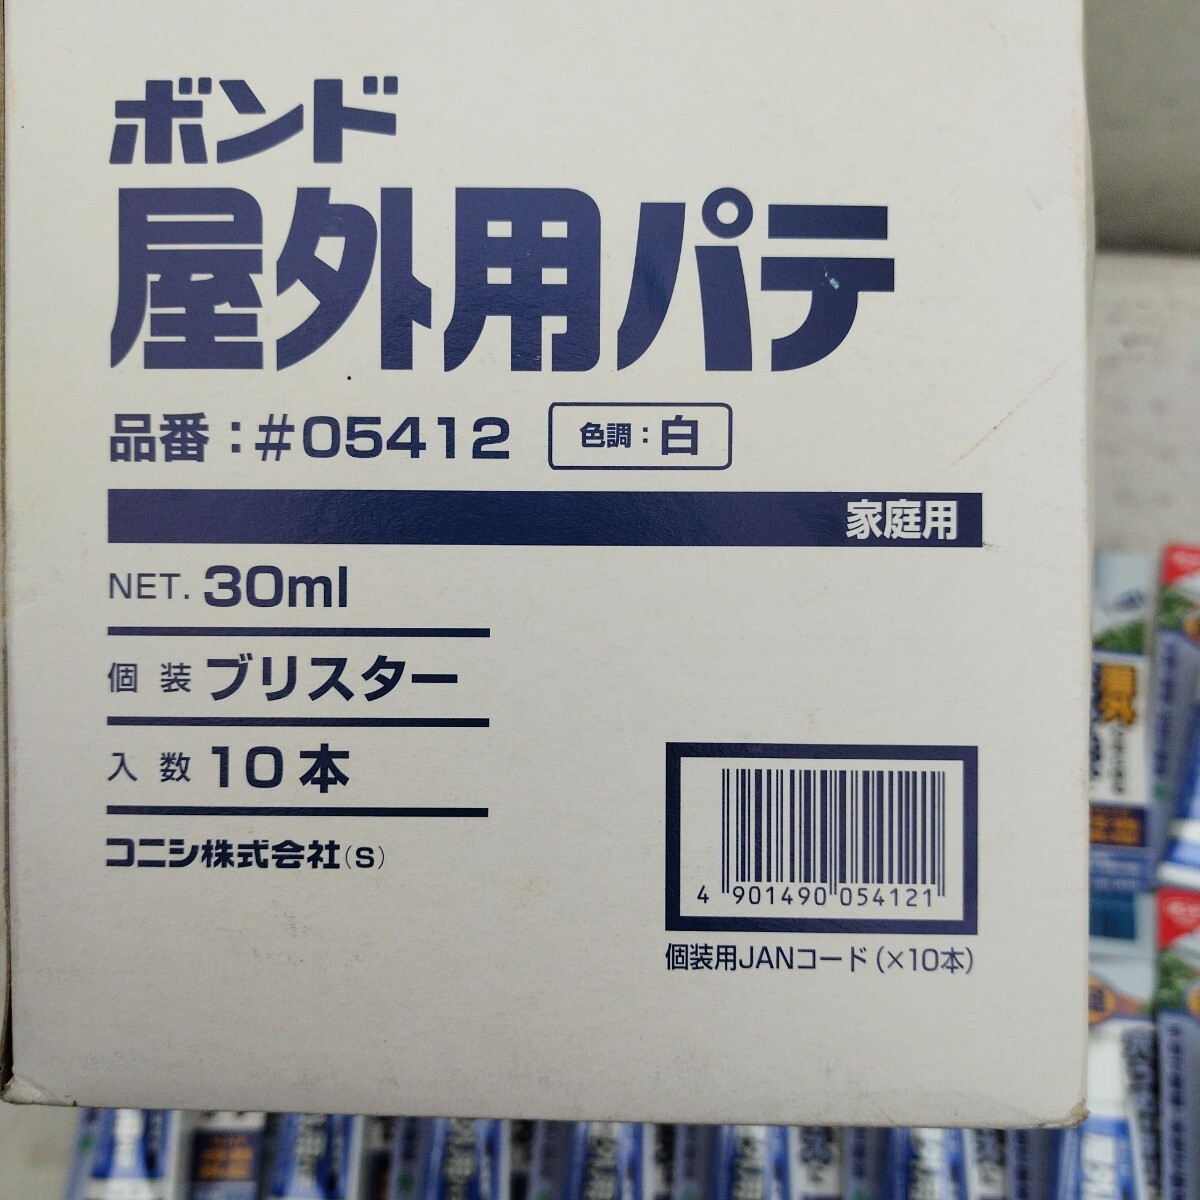 ボンド
屋外用パテ
品番：#05412 色調：白
家庭用
NET. 30ml
個装 ブリスター
入数 10本
コニシ株式会社(S)
4 901490 054121
個装用JANコード(×10本)
屋外